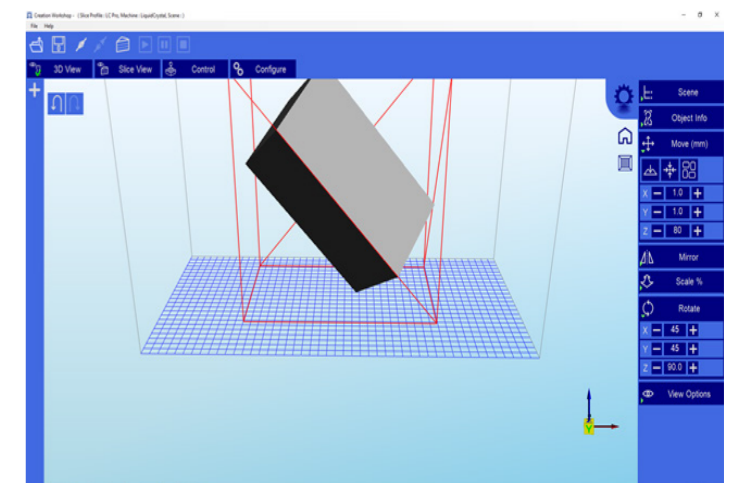 Creation Workshop - ( Slice Profile: LC Pro, Machine: LiquidCrystal, Scene: )
File Help
3D View Slice View Control Configure
Scene
Object Info
Move (mm)
X 1.0
Y 1.0
Z 80
Mirror
Scale %
Rotate
X 45
Y 45
Z 90.0
View Options
Y